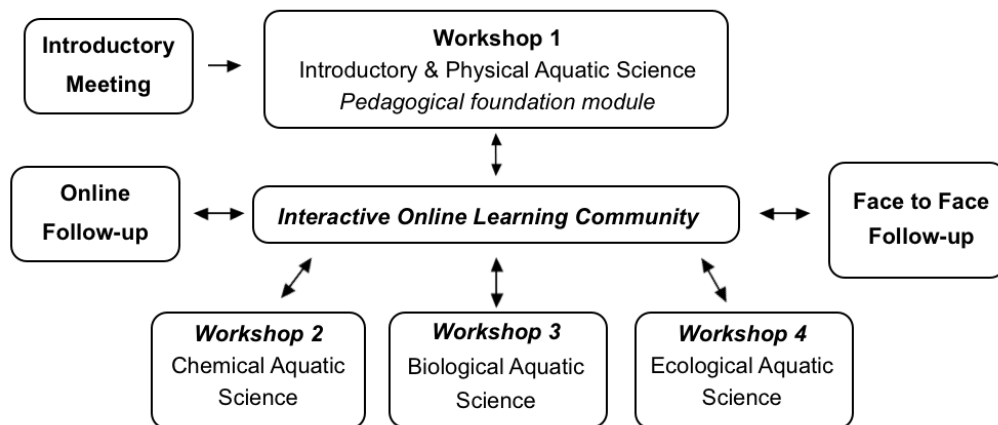 Introductory
Meeting
Workshop 1
Introductory & Physical Aquatic Science
Pedagogical foundation module
Online
Follow-up
Interactive Online Learning Community
Face to Face
Follow-up
Workshop 2
Chemical Aquatic
Science
Workshop 3
Biological Aquatic
Science
Workshop 4
Ecological Aquatic
Science